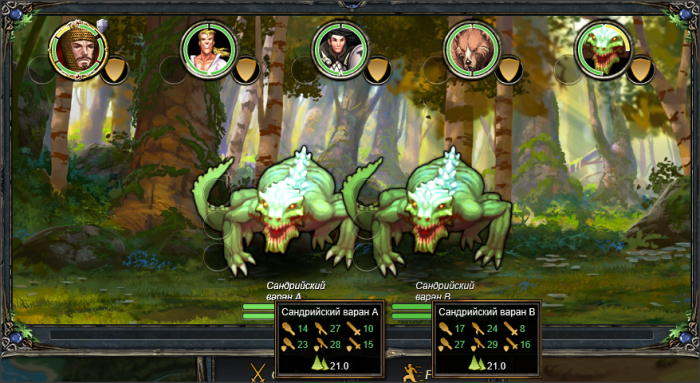 Сандрийский
варан A
Сандрийский
варан B
Сандрийский варан A
14 27 10
23 28 15
21.0
Сандрийский варан B
17 24 8
27 29 16
21.0